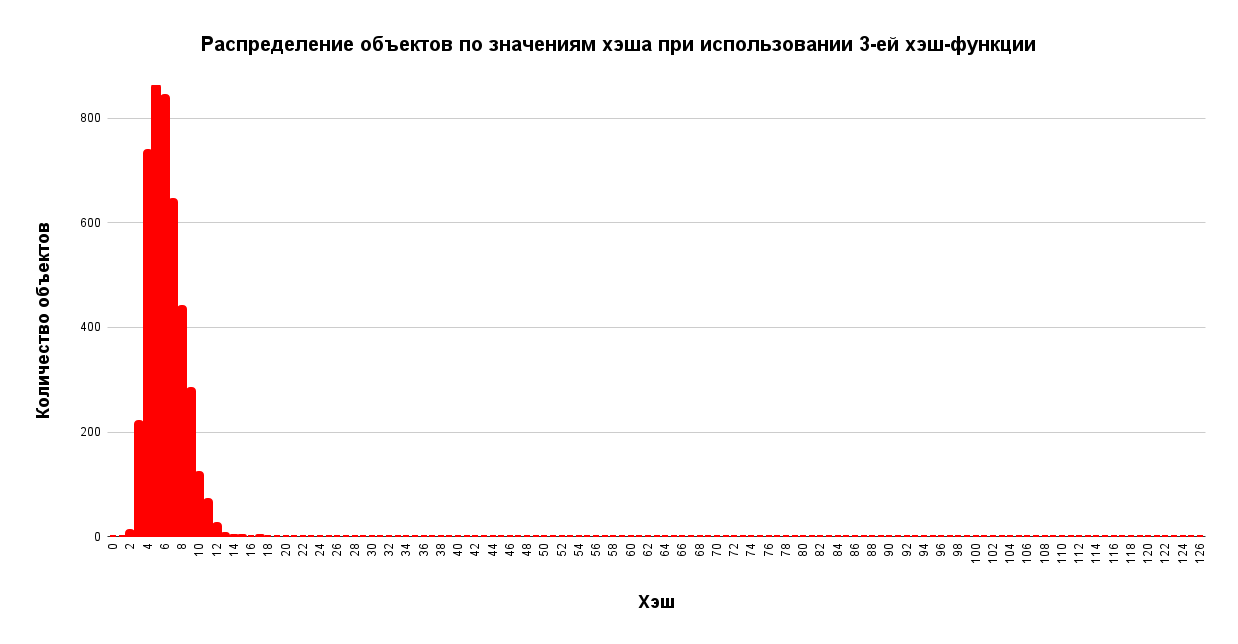 Распределение объектов по значениям хэша при использовании 3-ей хэш-функции
Количество объектов
800
600
400
200
0
0 2 4 6 8 10 12 14 16 18 20 22 24 26 28 30 32 34 36 38 40 42 44 46 48 50 52 54 56 58 60 62 64 66 68 70 72 74 76 78 80 82 84 86 88 90 92 94 96 98 100 102 104 106 108 110 112 114 116 118 120 122 124 126
Хэш